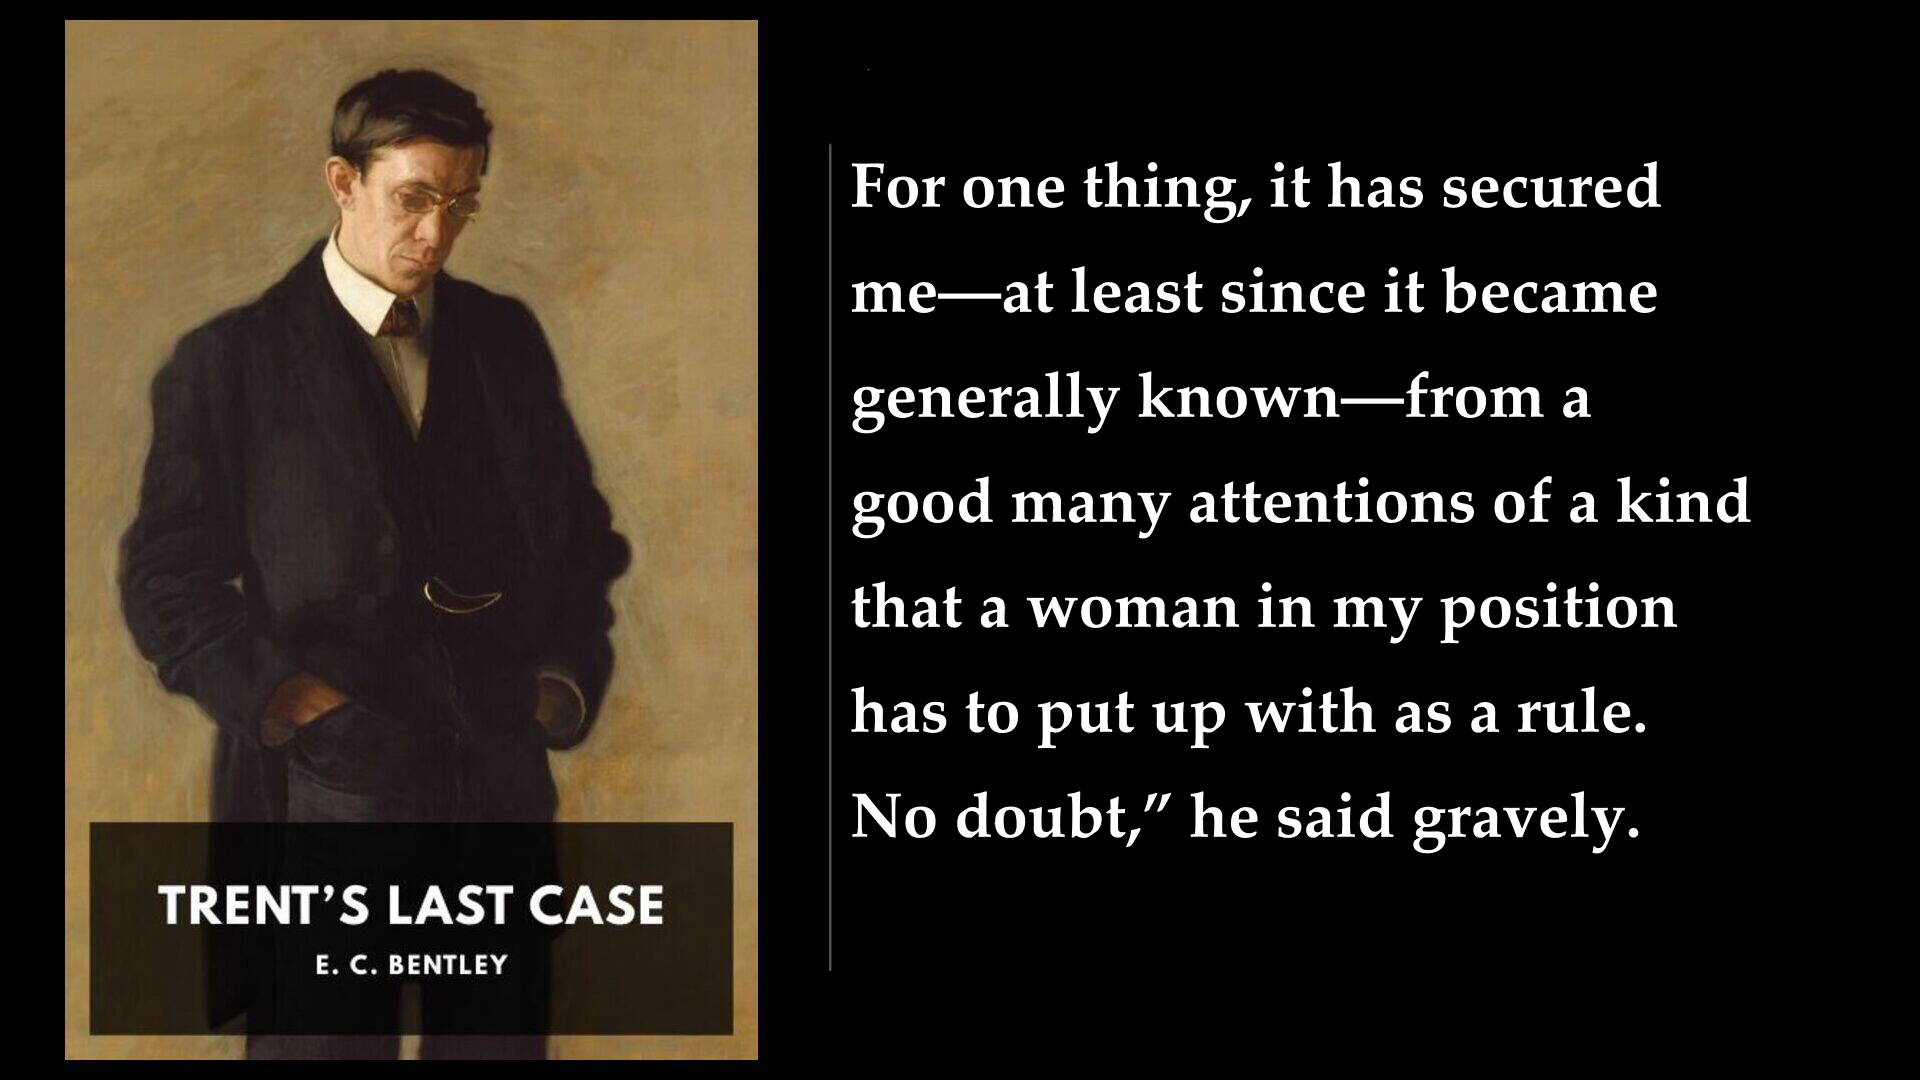 TRENT’S LAST CASE
E. C. BENTLEY
For one thing, it has secured
me—at least since it became
generally known—from a
good many attentions of a kind
that a woman in my position
has to put up with as a rule.
No doubt,” he said gravely.